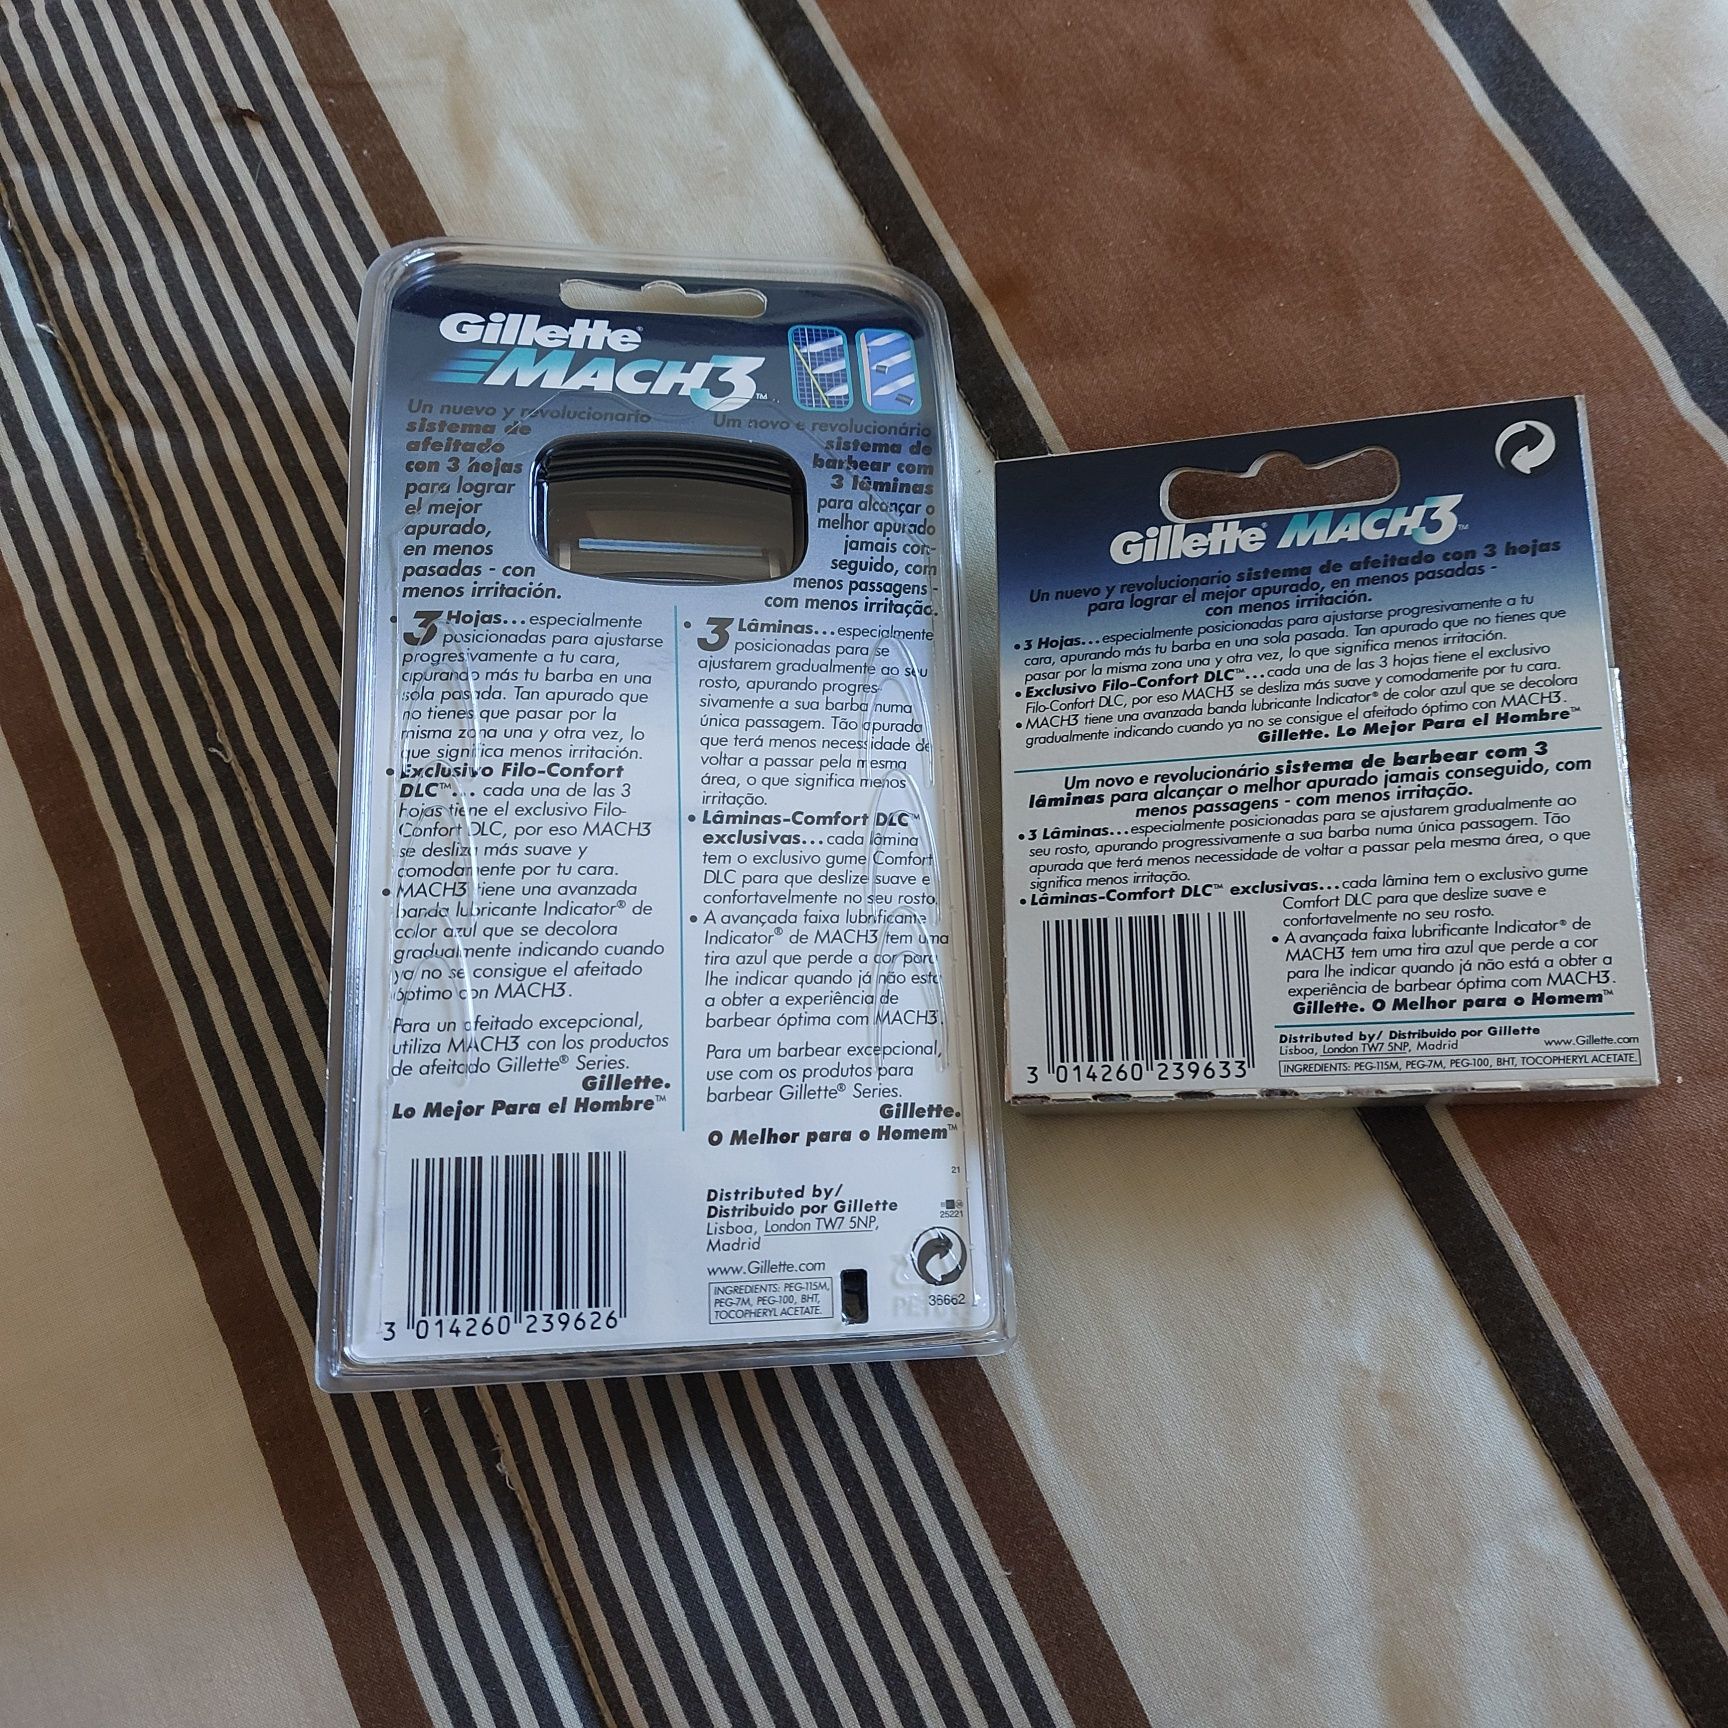 Gillette®
MACH3™
Un nuevo y revolucionario
sistema de
afeitado
con 3 hojas
para lograr
el mejor
apurado,
en menos
pasadas - con
menos irritación.
Um novo e revolucionário
sistema de
barbear com
3 lâminas
para alcançar o
melhor apurado
jamais con-
seguido, com
menos passagens -
com menos irritação.
• 3 Hojas...especialmente
posicionadas para ajustarse
progresivamente a tu cara,
apurando más tu barba en una
sola pasada. Tan apurado que
no tienes que pasar por la
misma zona una y otra vez, lo
que significa menos irritación.
• Exclusivo Filo-Confort
DLC™... cada una de las 3
hojas tiene el exclusivo Filo-
Confort DLC, por eso MACH3
se desliza más suave y
comodamente por tu cara.
• MACH3 tiene una avanzada
banda lubricante Indicator® de
color azul que se decolora
gradualmente indicando cuando
ya no se consigue el afeitado
óptimo con MACH3.
Para un afeitado excepcional,
utiliza MACH3 con los productos
de afeitado Gillette® Series.
Gillette.
Lo Mejor Para el Hombre™
3 014260 239626
• 3 Lâminas...especialmente
posicionadas para se
ajustarem gradualmente ao seu
rosto, apurando progres-
sivamente a sua barba numa
única passagem. Tão apurada
que terá menos necessidade de
voltar a passar pela mesma
área, o que significa menos
irritação.
• Lâminas-Comfort DLC™
exclusivas...cada lâmina
tem o exclusivo gume Comfort
DLC para que deslize suave e
confortavelmente no seu rosto.
• A avançada faixa lubrificante
Indicator® de MACH3 tem uma
tira azul que perde a cor para
lhe indicar quando já não está
a obter a experiência de
barbear óptima com MACH3.
Para um barbear excepcional,
use com os produtos para
barbear Gillette® Series.
Gillette.
O Melhor para o Homem™
21
Distributed by/
Distribuido por Gillette
Lisboa, London TW7 5NP,
Madrid
25221
www.Gillette.com
INGREDIENTS: PEG-115M,
PEG-7M, PEG-100, BHT,
TOCOPHERYL ACETATE.
36662
Gillette® MACH3™
Un nuevo y revolucionario sistema de afeitado con 3 hojas
para lograr el mejor apurado, en menos pasadas -
con menos irritación.
• 3 Hojas...especialmente posicionadas para ajustarse progresivamente a tu
cara, apurando más tu barba en una sola pasada. Tan apurado que no tienes que
pasar por la misma zona una y otra vez, lo que significa menos irritación.
• Exclusivo Filo-Confort DLC™...cada una de las 3 hojas tiene el exclusivo
Filo-Confort DLC, por eso MACH3 se desliza más suave y comodamente por tu cara.
• MACH3 tiene una avanzada banda lubricante Indicator® de color azul que se decolora
gradualmente indicando cuando ya no se consigue el afeitado óptimo con MACH3.
Gillette. Lo Mejor Para el Hombre™
Um novo e revolucionário sistema de barbear com 3
lâminas para alcançar o melhor apurado jamais conseguido, com
menos passagens - com menos irritação.
• 3 Lâminas...especialmente posicionadas para se ajustarem gradualmente ao
seu rosto, apurando progressivamente a sua barba numa única passagem. Tão
apurada que terá menos necessidade de voltar a passar pela mesma área, o que
significa menos irritação.
• Lâminas-Comfort DLC™ exclusivas...cada lâmina tem o exclusivo gume
Comfort DLC para que deslize suave e
confortavelmente no seu rosto.
• A avançada faixa lubrificante Indicator® de
MACH3 tem uma tira azul que perde a cor
para lhe indicar quando já não está a obter a
experiência de barbear óptima com MACH3.
Gillette. O Melhor para o Homem™
Distributed by/ Distribuido por Gillette
Lisboa, London TW7 5NP, Madrid www.Gillette.com
INGREDIENTS: PEG-115M, PEG-7M, PEG-100, BHT, TOCOPHERYL ACETATE.
3 014260 239633